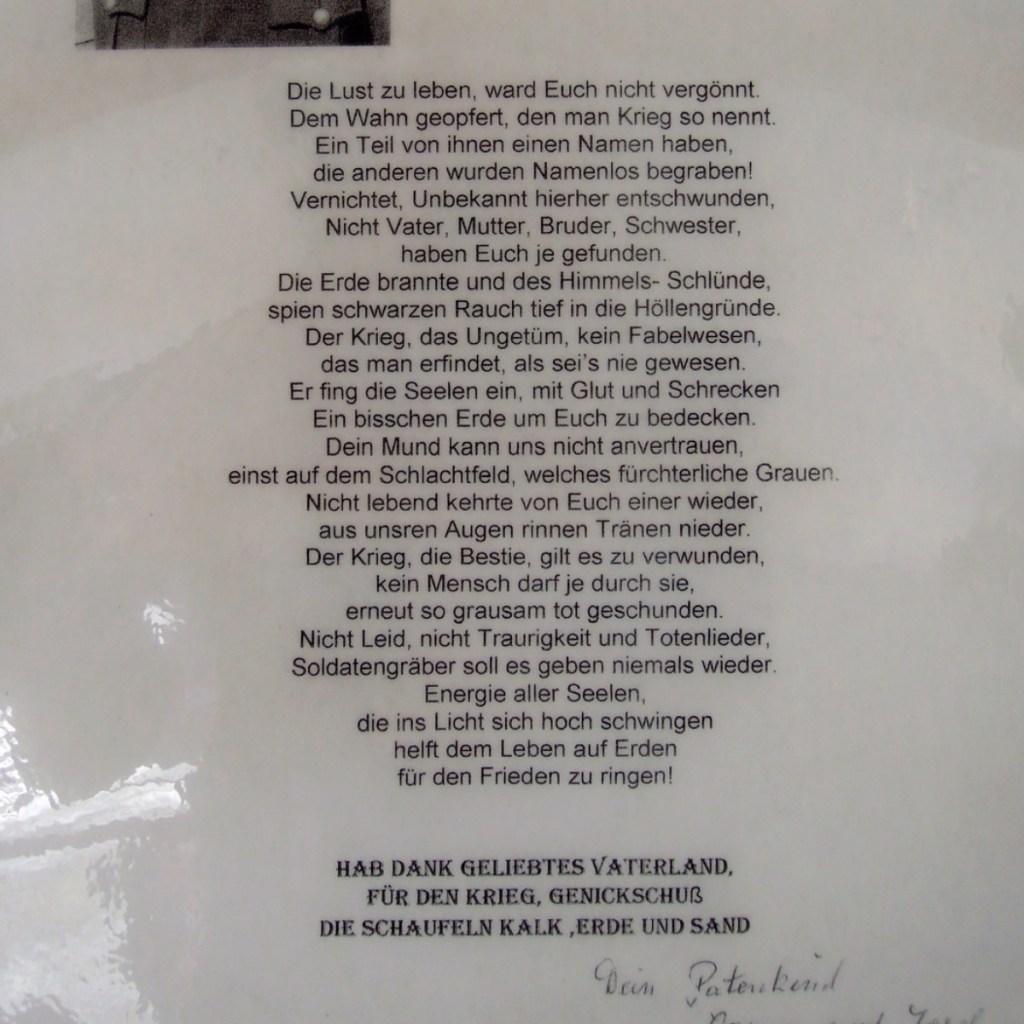 Die Lust zu leben, ward Euch nicht vergönnt.
Dem Wahn geopfert, den man Krieg so nennt.
Ein Teil von ihnen einen Namen haben,
die anderen wurden Namenlos begraben!
Vernichtet, Unbekannt hierher entschwunden,
Nicht Vater, Mutter, Bruder, Schwester,
haben Euch je gefunden.
Die Erde brannte und des Himmels- Schlünde,
spien schwarzen Rauch tief in die Höllengründe.
Der Krieg, das Ungetüm, kein Fabelwesen,
das man erfindet, als sei's nie gewesen.
Er fing die Seelen ein, mit Glut und Schrecken
Ein bisschen Erde um Euch zu bedecken.
Dein Mund kann uns nicht anvertrauen,
einst auf dem Schlachtfeld, welches fürchterliche Grauen.
Nicht lebend kehrte von Euch einer wieder,
aus unsren Augen rinnen Tränen nieder.
Der Krieg, die Bestie, gilt es zu verwunden,
kein Mensch darf je durch sie,
erneut so grausam tot geschunden.
Nicht Leid, nicht Traurigkeit und Totenlieder,
Soldatengräber soll es geben niemals wieder.
Energie aller Seelen,
die ins Licht sich hoch schwingen
helft dem Leben auf Erden
für den Frieden zu ringen!
HAB DANK GELIEBTES VATERLAND,
FÜR DEN KRIEG, GENICKSCHUß
DIE SCHAUFELN KALK ,ERDE UND SAND
Dein Patenkind